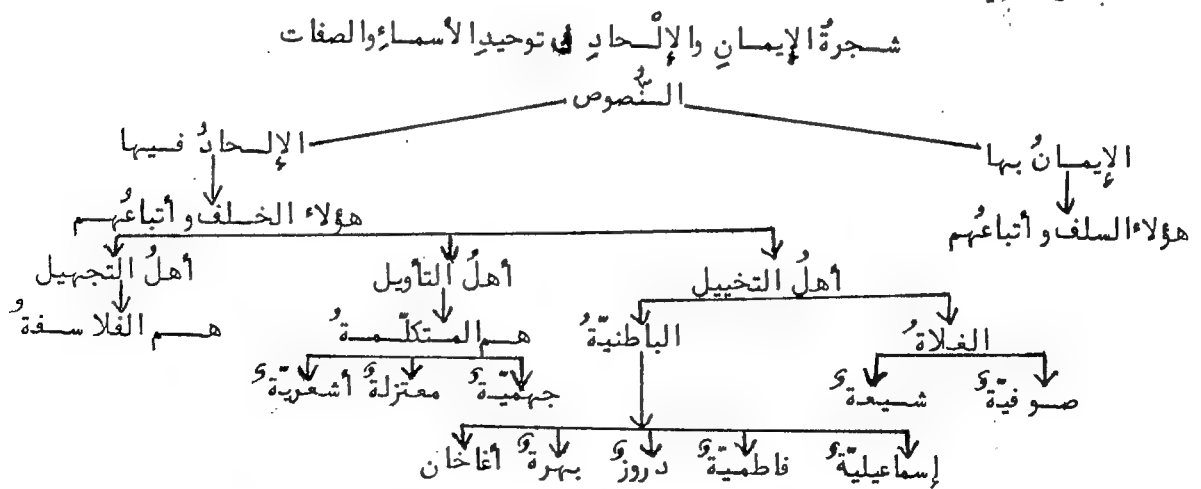 شجرةُ الإيمانِ والإلْحادِ في توحيدِ الأسماءِ والصفات
النُّصوص
الإيمانُ بها الإلحادُ فيها
هؤلاء السلف وأتباعُهم هؤلاء الخلف وأتباعُهم
أهلُ التخييل أهلُ التأويل أهلُ التجهيل
الغلاةُ الباطنيّةُ هم المتكلّمةُ هم الفلاسفةُ
صوفيّةٌ شيعةٌ جهميّةٌ معتزلةٌ أشعريّةٌ
إسماعيليّةٌ فاطميّةٌ دروزٌ بهرةٌ أغاخان